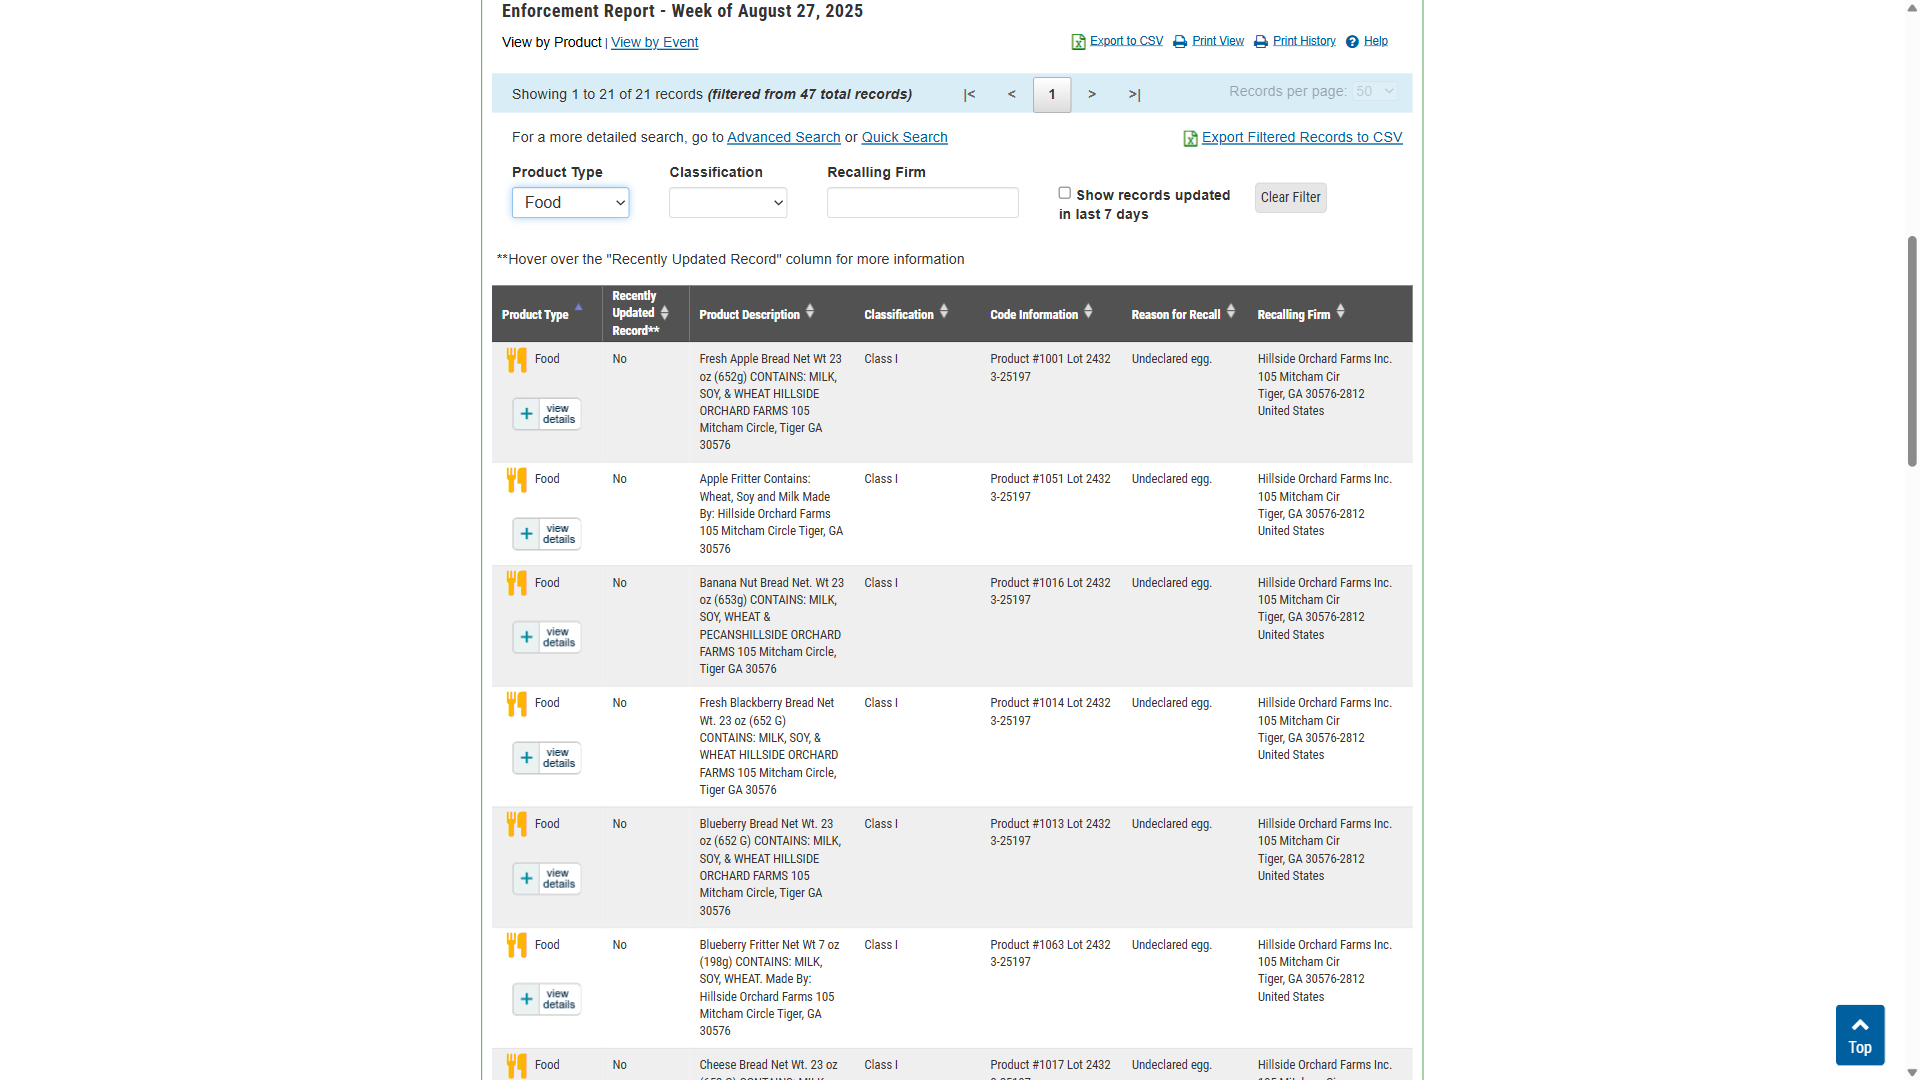 Enforcement Report - Week of August 27, 2025
View by Product | View by Event
Export to CSV Print View Print History Help
Showing 1 to 21 of 21 records (filtered from 47 total records) |< < 1 > >| Records per page: 50
For a more detailed search, go to Advanced Search or Quick Search
Export Filtered Records to CSV
Product Type Classification Recalling Firm
Food
Show records updated
in last 7 days
Clear Filter
**Hover over the "Recently Updated Record" column for more information
Product Type
Recently
Updated
Record**
Product Description
Classification
Code Information
Reason for Recall
Recalling Firm
Food
view
details
No
Fresh Apple Bread Net Wt 23
oz (652g) CONTAINS: MILK,
SOY, & WHEAT HILLSIDE
ORCHARD FARMS 105
Mitcham Circle, Tiger GA
30576
Class I
Product #1001 Lot 2432
3-25197
Undeclared egg.
Hillside Orchard Farms Inc.
105 Mitcham Cir
Tiger, GA 30576-2812
United States
Food
view
details
No
Apple Fritter Contains:
Wheat, Soy and Milk Made
By: Hillside Orchard Farms
105 Mitcham Circle Tiger, GA
30576
Class I
Product #1051 Lot 2432
3-25197
Undeclared egg.
Hillside Orchard Farms Inc.
105 Mitcham Cir
Tiger, GA 30576-2812
United States
Food
view
details
No
Banana Nut Bread Net. Wt 23
oz (653g) CONTAINS: MILK,
SOY, WHEAT &
PECANSHILLSIDE ORCHARD
FARMS 105 Mitcham Circle,
Tiger GA 30576
Class I
Product #1016 Lot 2432
3-25197
Undeclared egg.
Hillside Orchard Farms Inc.
105 Mitcham Cir
Tiger, GA 30576-2812
United States
Food
view
details
No
Fresh Blackberry Bread Net
Wt. 23 oz (652 G)
CONTAINS: MILK, SOY, &
WHEAT HILLSIDE ORCHARD
FARMS 105 Mitcham Circle,
Tiger GA 30576
Class I
Product #1014 Lot 2432
3-25197
Undeclared egg.
Hillside Orchard Farms Inc.
105 Mitcham Cir
Tiger, GA 30576-2812
United States
Food
view
details
No
Blueberry Bread Net Wt. 23
oz (652 G) CONTAINS: MILK,
SOY, & WHEAT HILLSIDE
ORCHARD FARMS 105
Mitcham Circle, Tiger GA
30576
Class I
Product #1013 Lot 2432
3-25197
Undeclared egg.
Hillside Orchard Farms Inc.
105 Mitcham Cir
Tiger, GA 30576-2812
United States
Food
view
details
No
Blueberry Fritter Net Wt 7 oz
(198g) CONTAINS: MILK,
SOY, WHEAT. Made By:
Hillside Orchard Farms 105
Mitcham Circle Tiger, GA
30576
Class I
Product #1063 Lot 2432
3-25197
Undeclared egg.
Hillside Orchard Farms Inc.
105 Mitcham Cir
Tiger, GA 30576-2812
United States
Food
No
Cheese Bread Net Wt. 23 oz
Class I
Product #1017 Lot 2432
Undeclared egg.
Hillside Orchard Farms Inc.
Top